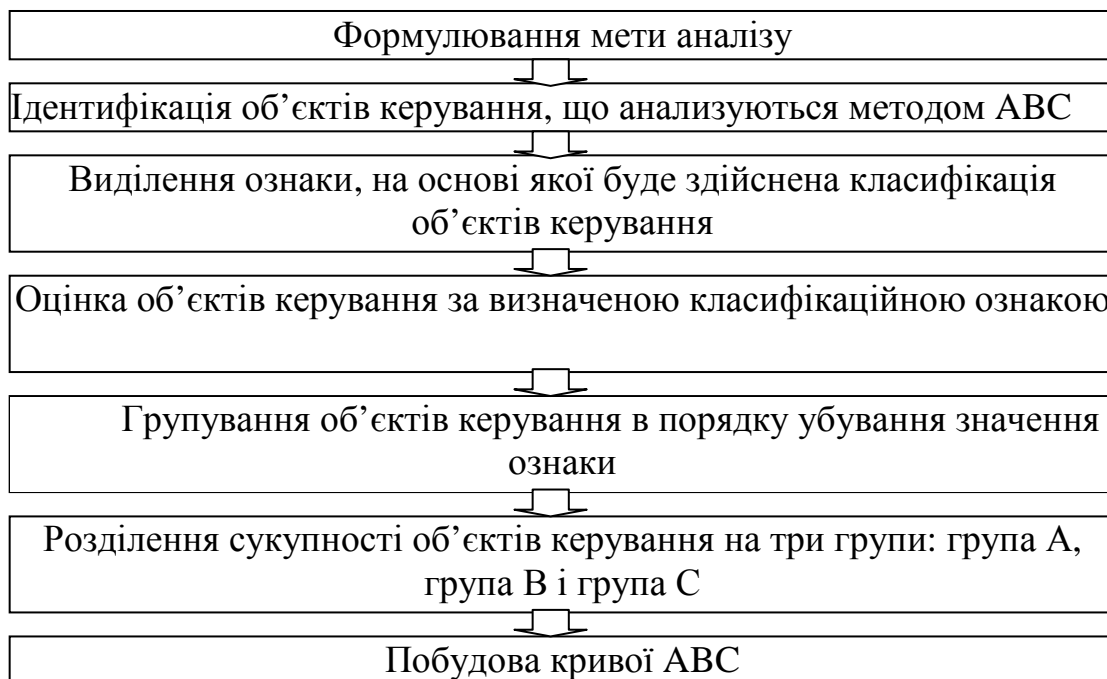 Формулювання мети аналізу
Ідентифікація об’єктів керування, що анализуються методом АВС
Виділення ознаки, на основі якої буде здійснена класифікація
об’єктів керування
Оцінка об’єктів керування за визначеною класифікаційною ознакою
Групування об’єктів керування в порядку убування значення
ознаки
Розділення сукупності об’єктів керування на три групи: група А,
група В і група С
Побудова кривої АВС